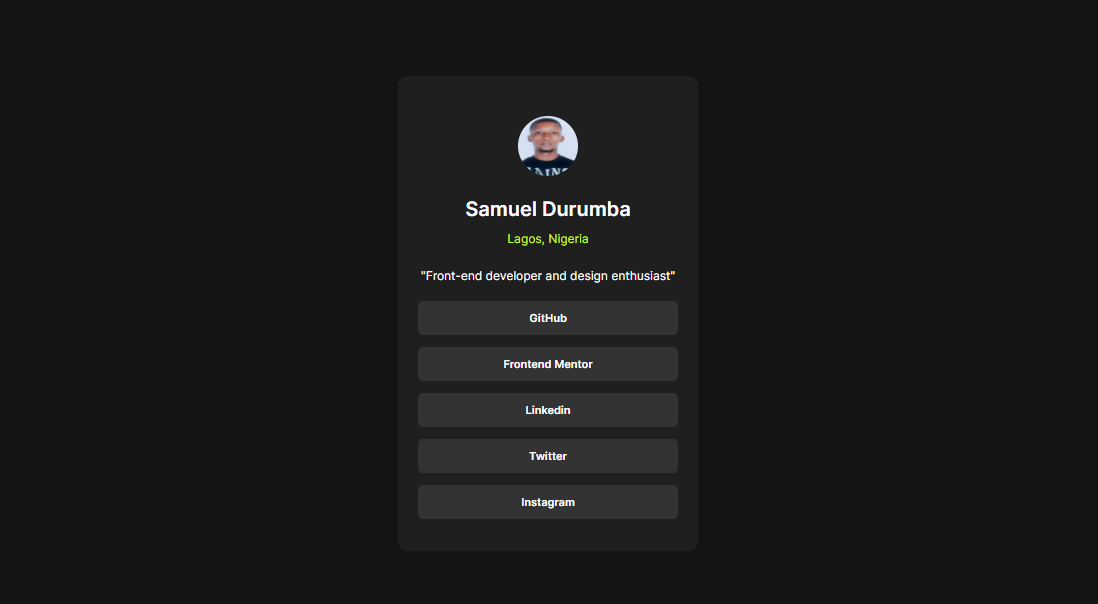 Samuel Durumba
Lagos, Nigeria
"Front-end developer and design enthusiast"
GitHub
Frontend Mentor
Linkedin
Twitter
Instagram